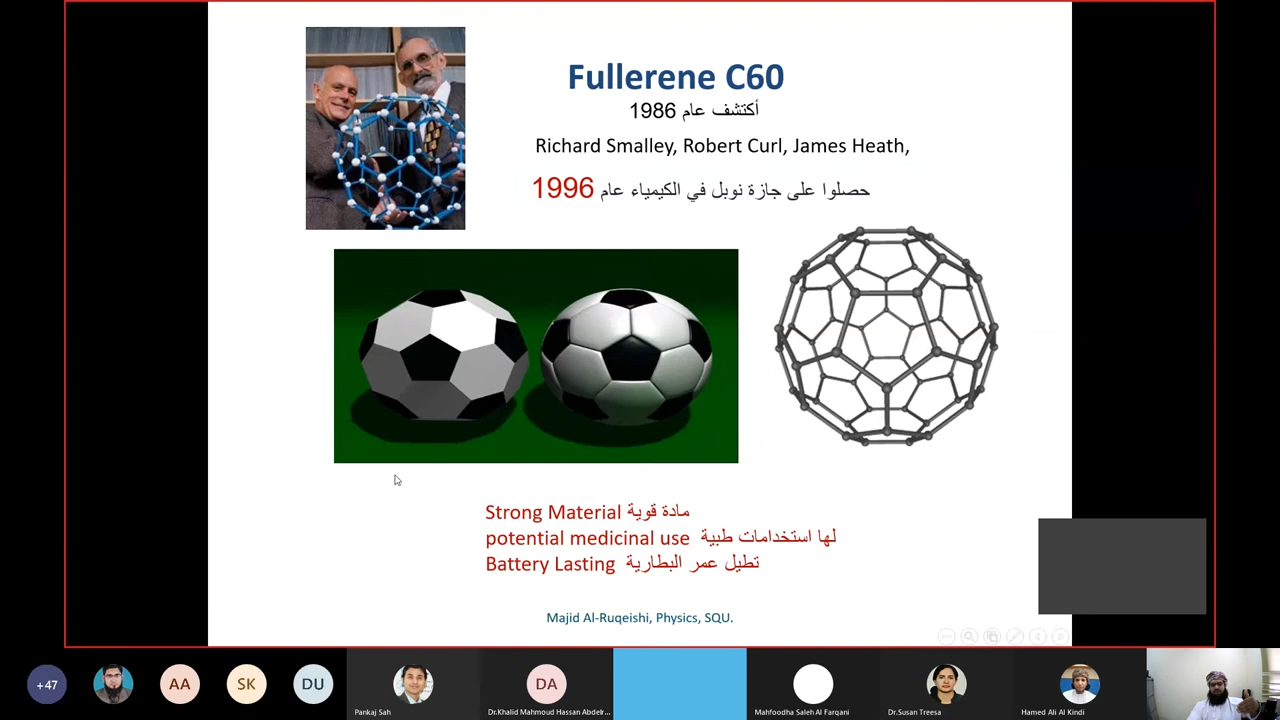 Fullerene C60
أكتشف عام 1986
Richard Smalley, Robert Curl, James Heath,
حصلوا على جازة نوبل في الكيمياء عام 1996
Strong Material مادة قوية
potential medicinal use لها استخدامات طبية
Battery Lasting تطيل عمر البطارية
Majid Al-Ruqeishi, Physics, SQU.
+47
AA
SK
DU
Pankaj Sah
DA
Dr.Khalid Mahmoud Hassan Abdelr...
Mahfoodha Saleh Al Farqani
Dr.Susan Treesa
Hamed Ali Al Kindi